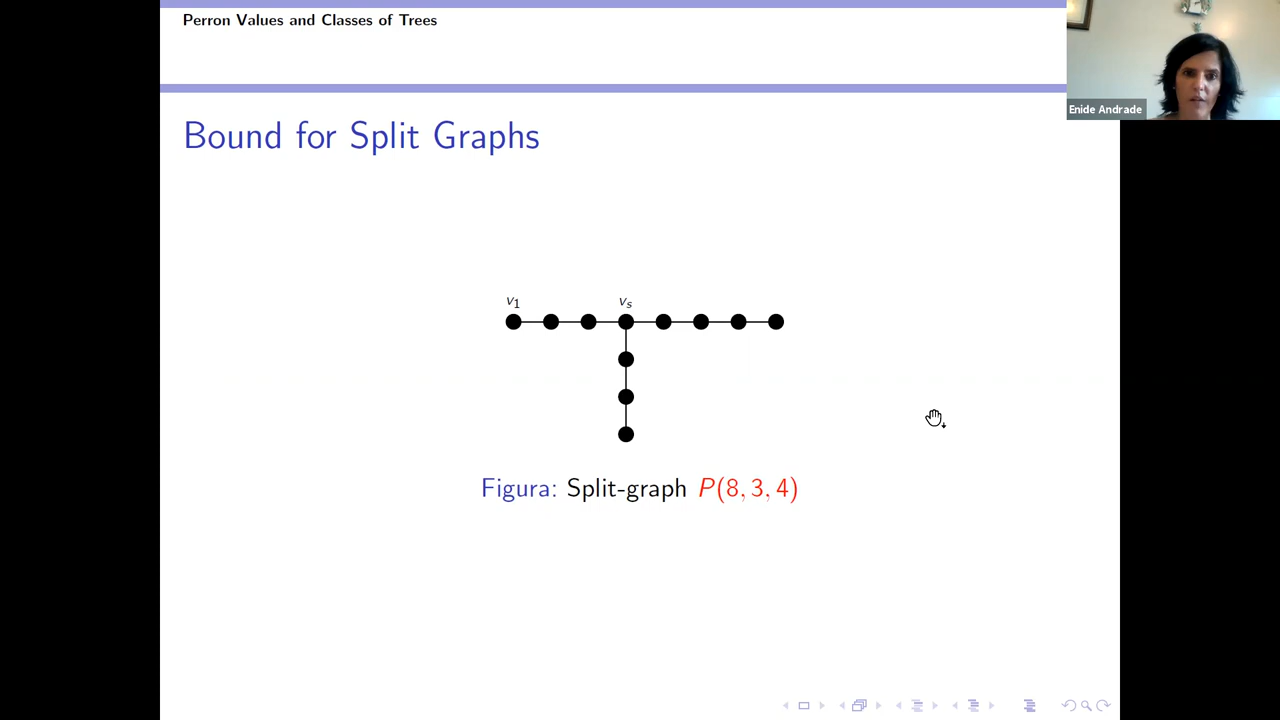 Perron Values and Classes of Trees
Enide Andrade
Bound for Split Graphs
v1 vs
Figura: Split-graph P(8, 3, 4)